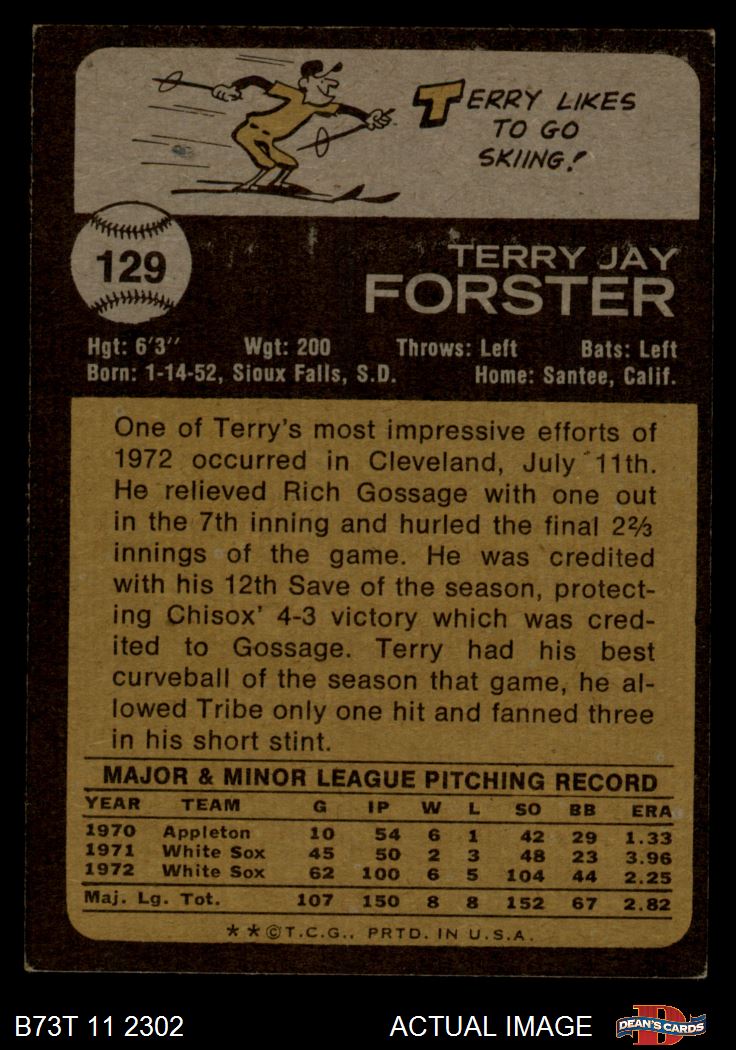 TERRY LIKES
TO GO
SKIING!
129
TERRY JAY
FORSTER
Hgt: 6'3" Wgt: 200 Throws: Left Bats: Left
Born: 1-14-52, Sioux Falls, S.D. Home: Santee, Calif.
One of Terry's most impressive efforts of
1972 occurred in Cleveland, July 11th.
He relieved Rich Gossage with one out
in the 7th inning and hurled the final 2⅔
innings of the game. He was credited
with his 12th Save of the season, protect-
ing Chisox' 4-3 victory which was cred-
ited to Gossage. Terry had his best
curveball of the season that game, he al-
lowed Tribe only one hit and fanned three
in his short stint.
MAJOR & MINOR LEAGUE PITCHING RECORD
YEAR TEAM G IP W L SO BB ERA
1970 Appleton 10 54 6 1 42 29 1.33
1971 White Sox 45 50 2 3 48 23 3.96
1972 White Sox 62 100 6 5 104 44 2.25
Maj. Lg. Tot. 107 150 8 8 152 67 2.82
**©T.C.G., PRTD. IN U.S.A.
B73T 11 2302 ACTUAL IMAGE
D
DEAN'S CARDS